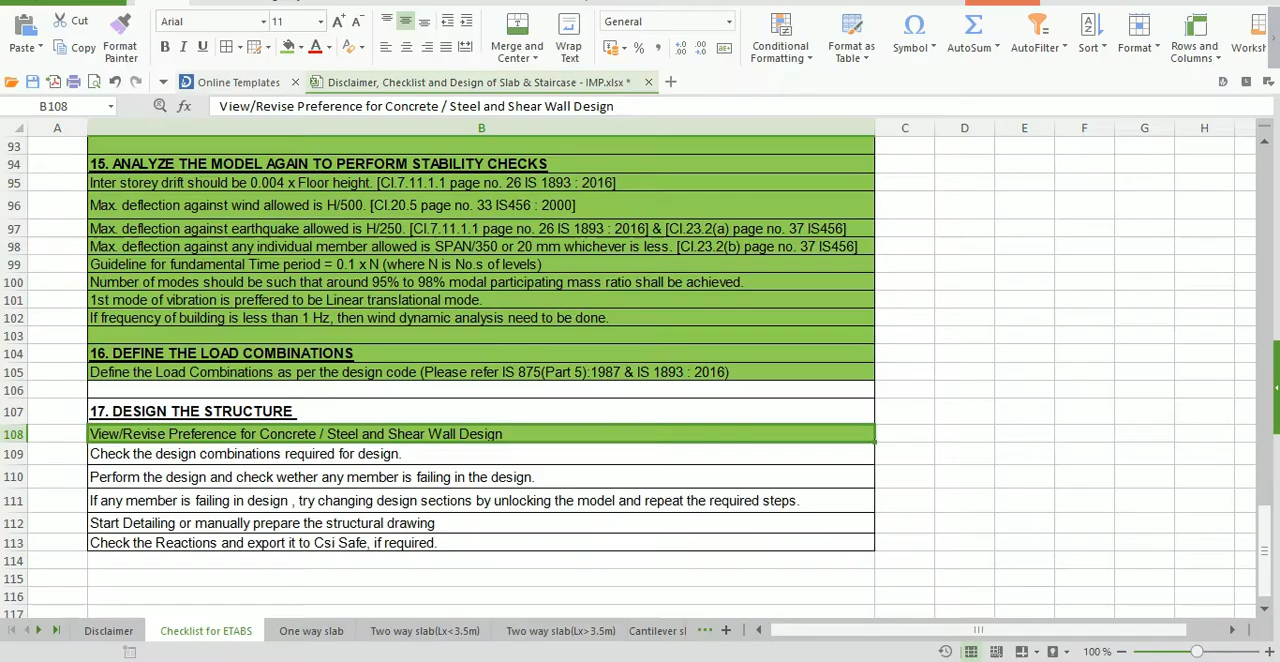 Cut
Paste
Copy
Format Painter
Arial
11
Merge and Center
Wrap Text
General
Conditional Formatting
Format as Table
Symbol
AutoSum
AutoFilter
Sort
Format
Rows and Columns
Online Templates
Disclaimer, Checklist and Design of Slab & Staircase - IMP.xlsx *
B108
fx
View/Revise Preference for Concrete / Steel and Shear Wall Design
A B C D E F G H
93
94 15. ANALYZE THE MODEL AGAIN TO PERFORM STABILITY CHECKS
95 Inter storey drift should be 0.004 x Floor height. [Cl.7.11.1.1 page no. 26 IS 1893 : 2016]
96 Max. deflection against wind allowed is H/500. [Cl.20.5 page no. 33 IS456 : 2000]
97 Max. deflection against earthquake allowed is H/250. [Cl.7.11.1.1 page no. 26 IS 1893 : 2016] & [Cl.23.2(a) page no. 37 IS456]
98 Max. deflection against any individual member allowed is SPAN/350 or 20 mm whichever is less. [Cl.23.2(b) page no. 37 IS456]
99 Guideline for fundamental Time period = 0.1 x N (where N is No.s of levels)
100 Number of modes should be such that around 95% to 98% modal participating mass ratio shall be achieved.
101 1st mode of vibration is preffered to be Linear translational mode.
102 If frequency of building is less than 1 Hz, then wind dynamic analysis need to be done.
103
104 16. DEFINE THE LOAD COMBINATIONS
105 Define the Load Combinations as per the design code (Please refer IS 875(Part 5):1987 & IS 1893 : 2016)
106
107 17. DESIGN THE STRUCTURE
108 View/Revise Preference for Concrete / Steel and Shear Wall Design
109 Check the design combinations required for design.
110 Perform the design and check wether any member is failing in the design.
111 If any member is failing in design , try changing design sections by unlocking the model and repeat the required steps.
112 Start Detailing or manually prepare the structural drawing
113 Check the Reactions and export it to Csi Safe, if required.
114
115
116
117
Disclaimer
Checklist for ETABS
One way slab
Two way slab(Lx<3.5m)
Two way slab(Lx>3.5m)
Cantilever sl
100 %